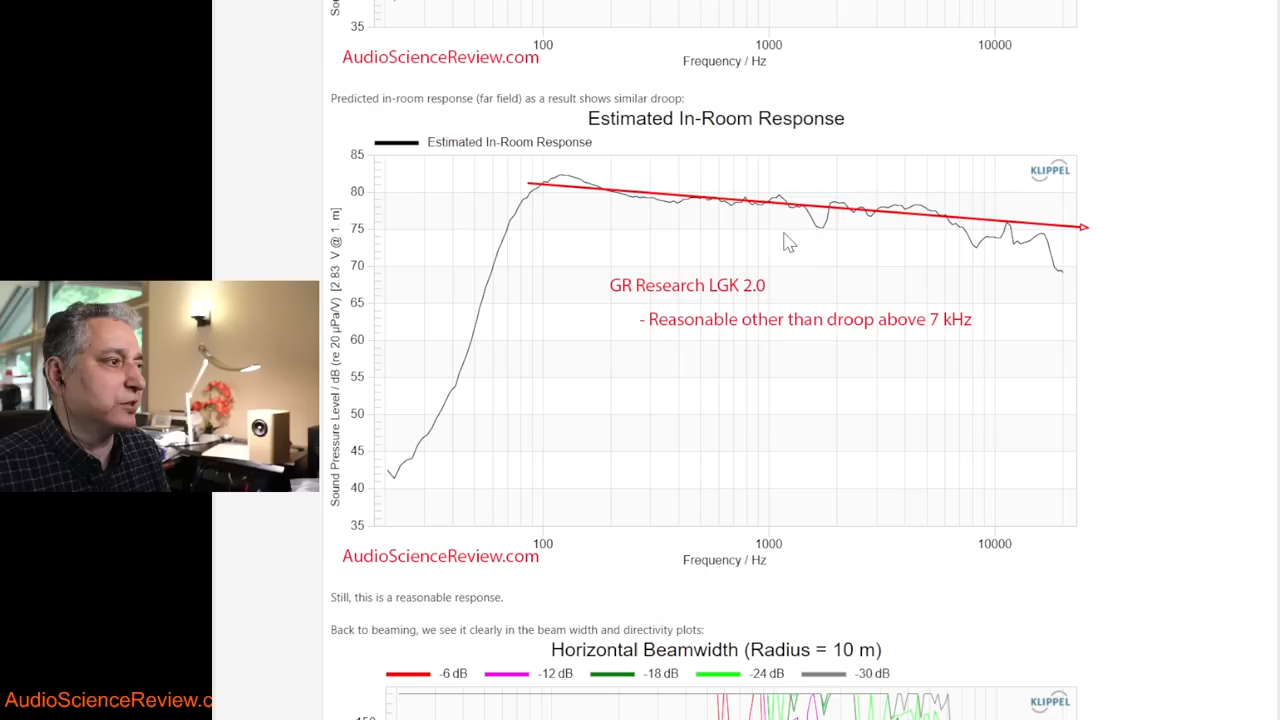 35
100
1000
10000
AudioScienceReview.com
Frequency / Hz
Predicted in-room response (far field) as a result shows similar droop:
Estimated In-Room Response
Estimated In-Room Response
85
KLIPPEL
80
75
70
65
60
55
50
45
40
35
Sound Pressure Level / dB (re 20 µPa/V) [2.83 V @ 1. m]
GR Research LGK 2.0
- Reasonable other than droop above 7 kHz
100
1000
10000
AudioScienceReview.com
Frequency / Hz
Still, this is a reasonable response.
Back to beaming, we see it clearly in the beam width and directivity plots:
Horizontal Beamwidth (Radius = 10 m)
-6 dB
-12 dB
-18 dB
-24 dB
-30 dB
KLIPPEL
AudioScienceReview.c